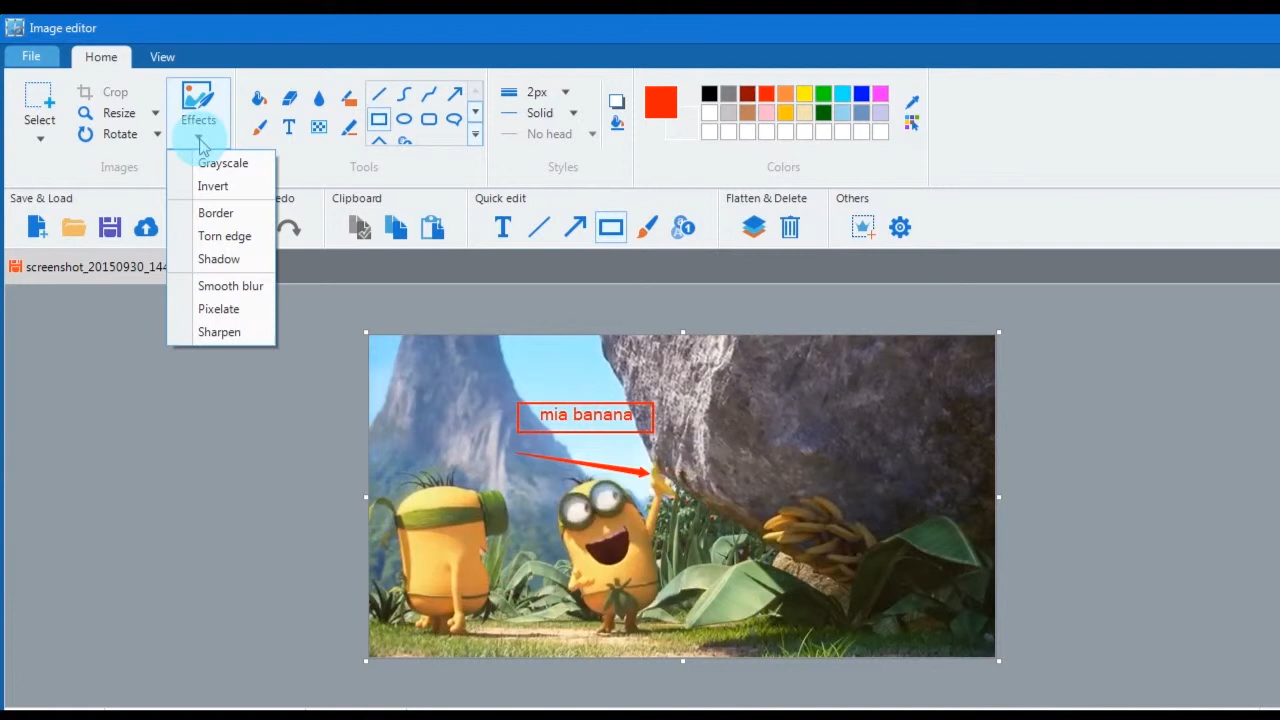 Image editor
File Home View
Select
Crop
Resize
Rotate
Effects
2px
Solid
No head
Images Tools Styles Colors
Grayscale
Invert
Border
Torn edge
Shadow
Smooth blur
Pixelate
Sharpen
Save & Load edo Clipboard Quick edit Flatten & Delete Others
T 1
screenshot_20150930_144
mia banana